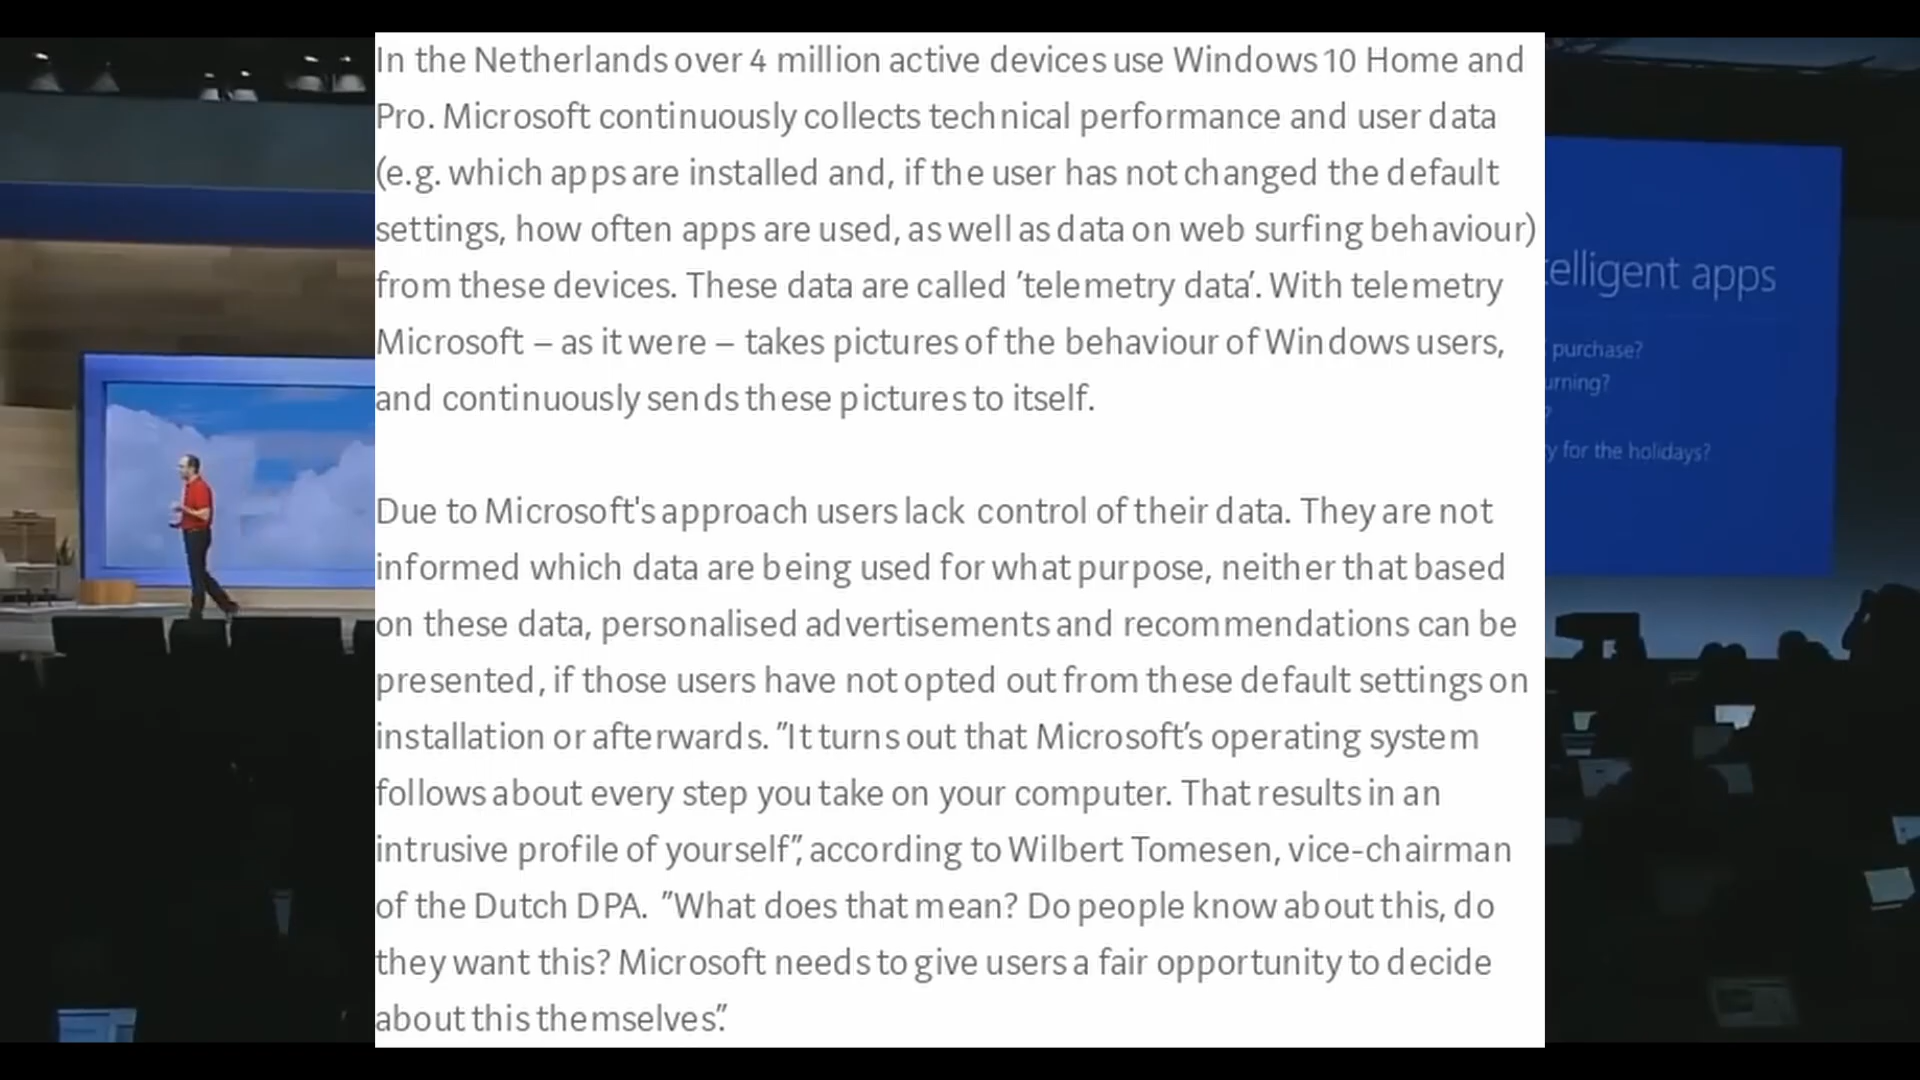 In the Netherlands over 4 million active devices use Windows 10 Home and
Pro. Microsoft continuously collects technical performance and user data
(e.g. which apps are installed and, if the user has not changed the default
settings, how often apps are used, as well as data on web surfing behaviour)
from these devices. These data are called ’telemetry data’. With telemetry
Microsoft – as it were – takes pictures of the behaviour of Windows users,
and continuously sends these pictures to itself.
Due to Microsoft's approach users lack control of their data. They are not
informed which data are being used for what purpose, neither that based
on these data, personalised advertisements and recommendations can be
presented, if those users have not opted out from these default settings on
installation or afterwards. ”It turns out that Microsoft’s operating system
follows about every step you take on your computer. That results in an
intrusive profile of yourself”, according to Wilbert Tomesen, vice-chairman
of the Dutch DPA. ”What does that mean? Do people know about this, do
they want this? Microsoft needs to give users a fair opportunity to decide
about this themselves”.
telligent apps
purchase?
urning?
?
y for the holidays?